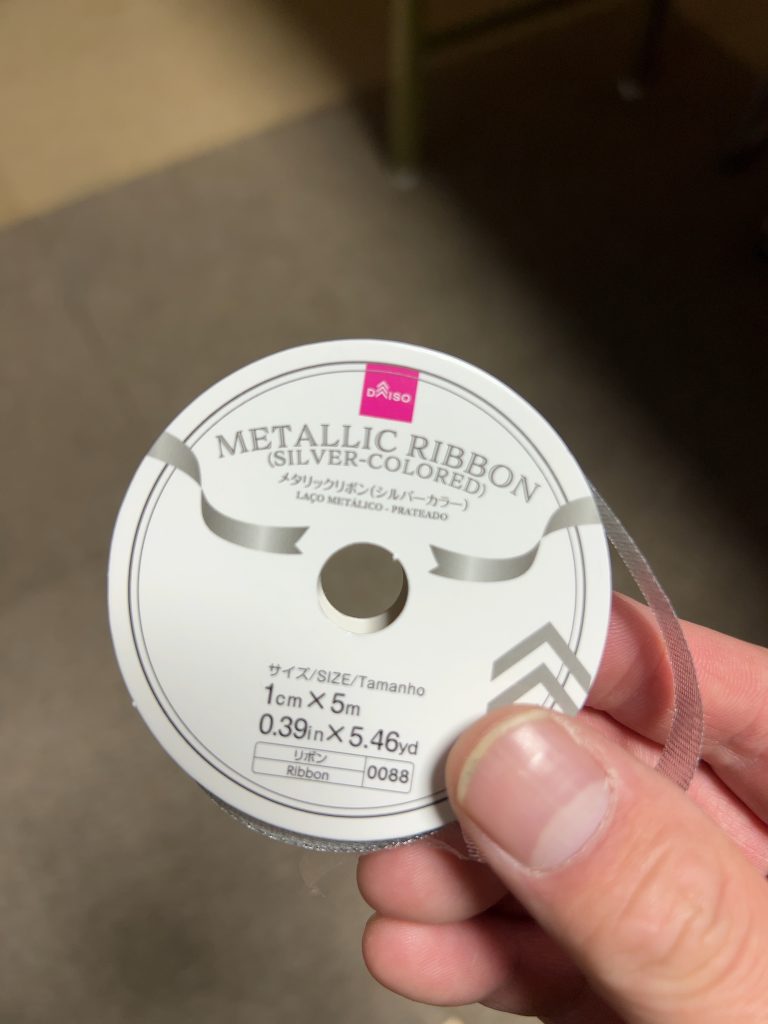 DAISO
METALLIC RIBBON
(SILVER-COLORED)
メタリックリボン(シルバーカラー)
LAÇO METÁLICO - PRATEADO
サイズ/SIZE/Tamanho
1cm×5m
0.39in×5.46yd
リボン
Ribbon
0088